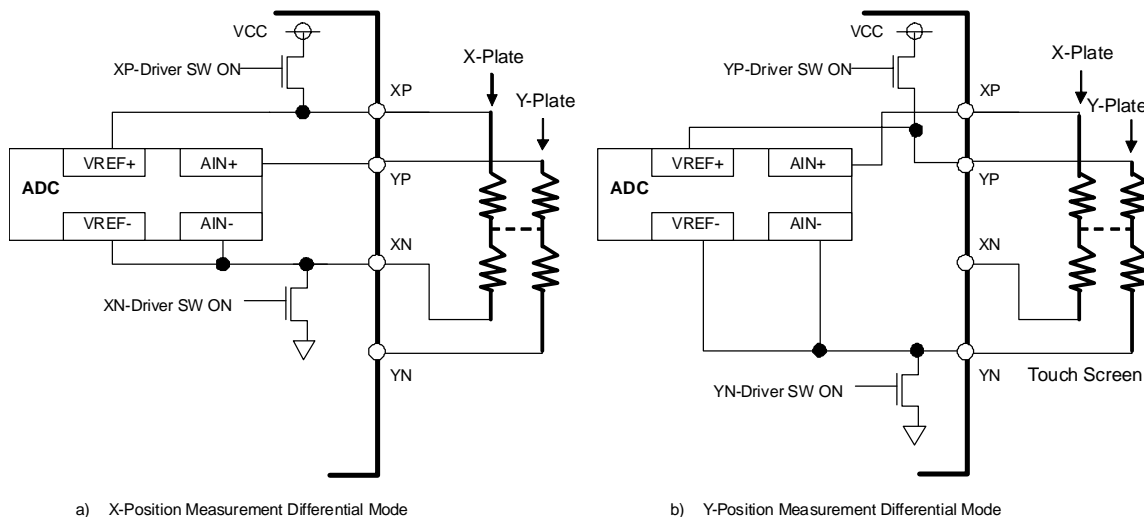 VCC
XP-Driver SW ON
X-Plate
XP
Y-Plate
VREF+
AIN+
YP
ADC
VREF-
AIN-
XN
XN-Driver SW ON
YN
a) X-Position Measurement Differential Mode
VCC
YP-Driver SW ON
X-Plate
XP
Y-Plate
VREF+
AIN+
YP
ADC
VREF-
AIN-
XN
YN
Touch Screen
YN-Driver SW ON
b) Y-Position Measurement Differential Mode